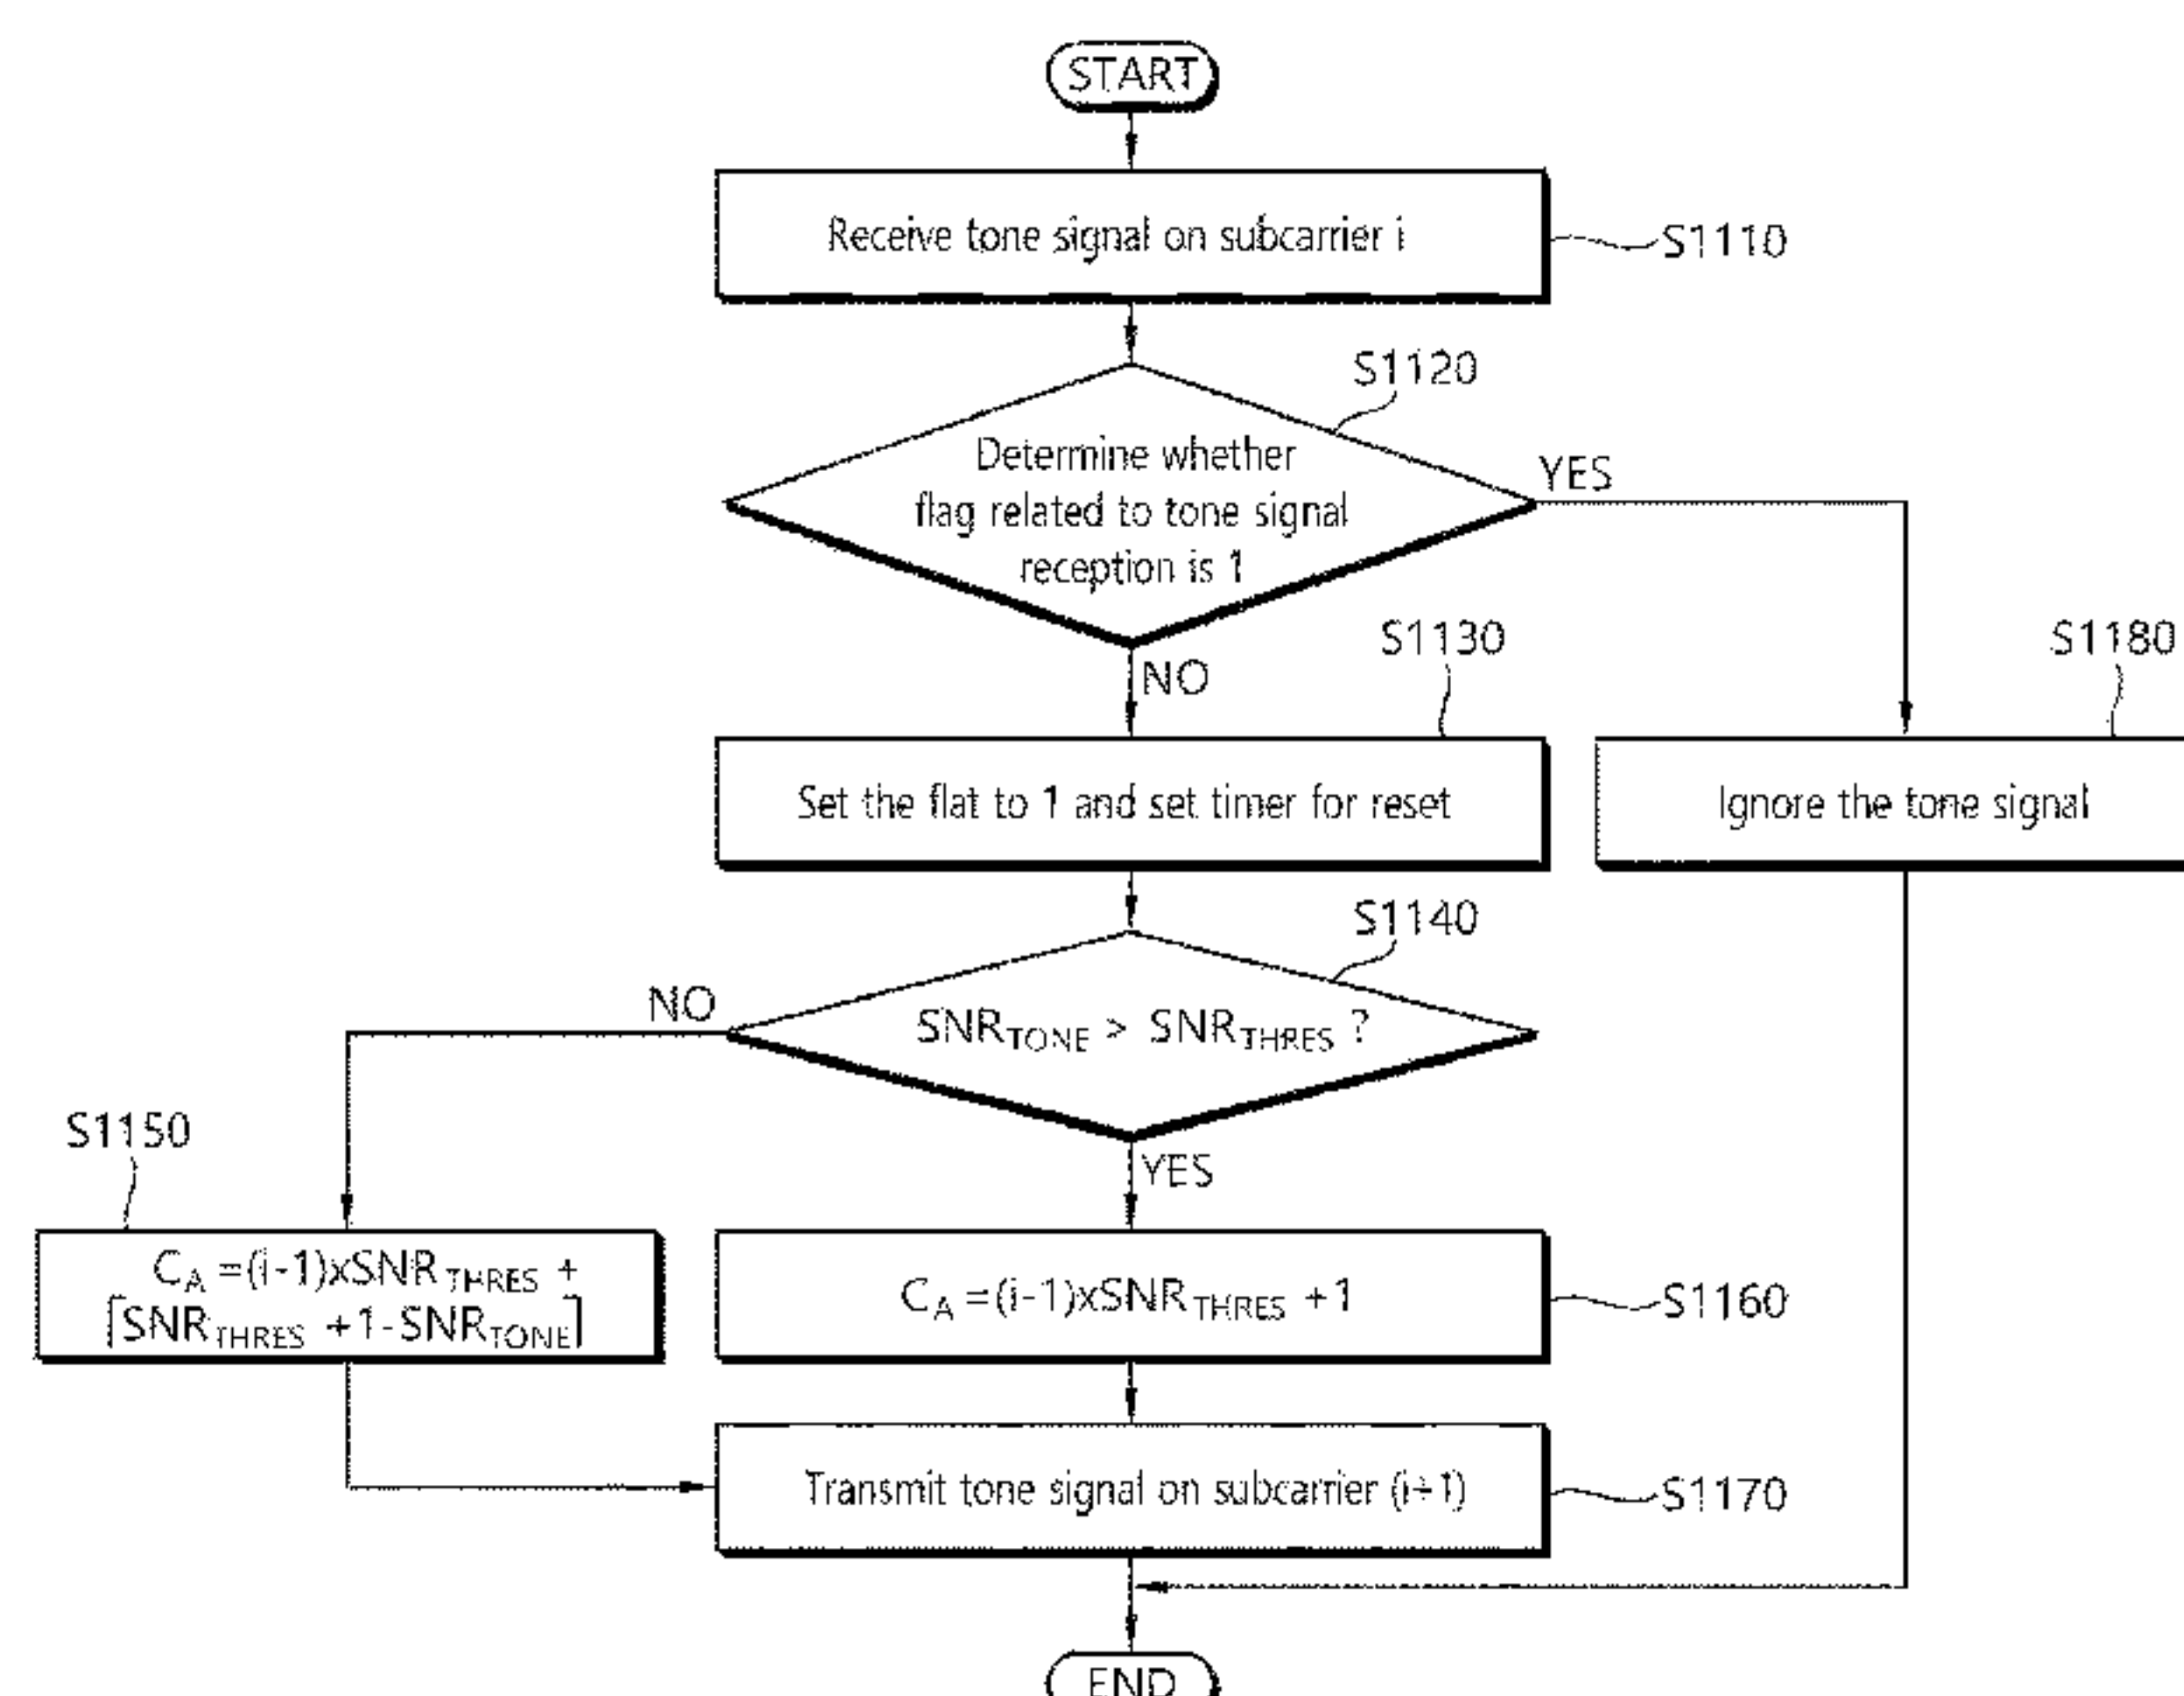 START
Receive tone signal on subcarrier i
S1110
S1120
Determine whether
flag related to tone signal
reception is 1
YES
NO
S1130
S1180
Set the flat to 1 and set timer for reset
Ignore the tone signal
S1140
NO
SNR_TONE > SNR_THRES ?
S1150
YES
C_A =(i-1)xSNR_THRES +
⌈SNR_THRES +1-SNR_TONE⌉
C_A =(i-1)xSNR_THRES +1
S1160
Transmit tone signal on subcarrier (i+1)
S1170
END